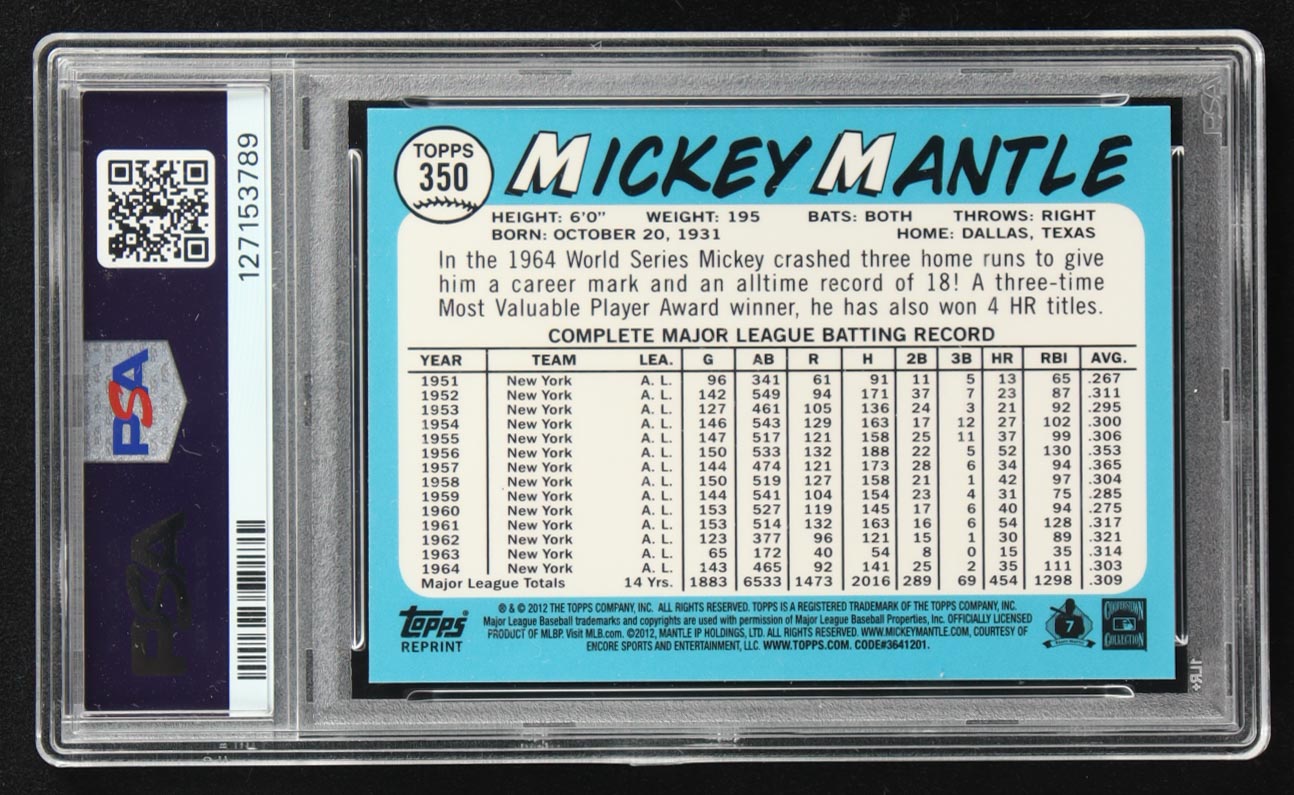 127153789
PSA
PSA
PSA
TOPPS
350
MICKEY MANTLE
HEIGHT: 6'0" WEIGHT: 195 BATS: BOTH THROWS: RIGHT
BORN: OCTOBER 20, 1931 HOME: DALLAS, TEXAS
In the 1964 World Series Mickey crashed three home runs to give
him a career mark and an alltime record of 18! A three-time
Most Valuable Player Award winner, he has also won 4 HR titles.
COMPLETE MAJOR LEAGUE BATTING RECORD
YEAR TEAM LEA. G AB R H 2B 3B HR RBI AVG.
1951 New York A. L. 96 341 61 91 11 5 13 65 .267
1952 New York A. L. 142 549 94 171 37 7 23 87 .311
1953 New York A. L. 127 461 105 136 24 3 21 92 .295
1954 New York A. L. 146 543 129 163 17 12 27 102 .300
1955 New York A. L. 147 517 121 158 25 11 37 99 .306
1956 New York A. L. 150 533 132 188 22 5 52 130 .353
1957 New York A. L. 144 474 121 173 28 6 34 94 .365
1958 New York A. L. 150 519 127 158 21 1 42 97 .304
1959 New York A. L. 144 541 104 154 23 4 31 75 .285
1960 New York A. L. 153 527 119 145 17 6 40 94 .275
1961 New York A. L. 153 514 132 163 16 6 54 128 .317
1962 New York A. L. 123 377 96 121 15 1 30 89 .321
1963 New York A. L. 65 172 40 54 8 0 15 35 .314
1964 New York A. L. 143 465 92 141 25 2 35 111 .303
Major League Totals 14 Yrs. 1883 6533 1473 2016 289 69 454 1298 .309
Topps®
REPRINT
® & © 2012 THE TOPPS COMPANY, INC. ALL RIGHTS RESERVED. TOPPS IS A REGISTERED TRADEMARK OF THE TOPPS COMPANY, INC.
Major League Baseball trademarks and copyrights are used with permission of Major League Baseball Properties, Inc. OFFICIALLY LICENSED
PRODUCT OF MLBP. Visit MLB.com. ©2012, MANTLE IP HOLDINGS, LTD. ALL RIGHTS RESERVED. WWW.MICKEYMANTLE.COM, COURTESY OF
ENCORE SPORTS AND ENTERTAINMENT, LLC. WWW.TOPPS.COM. CODE#3641201.
7
COOPERSTOWN
COLLECTION
1LR+